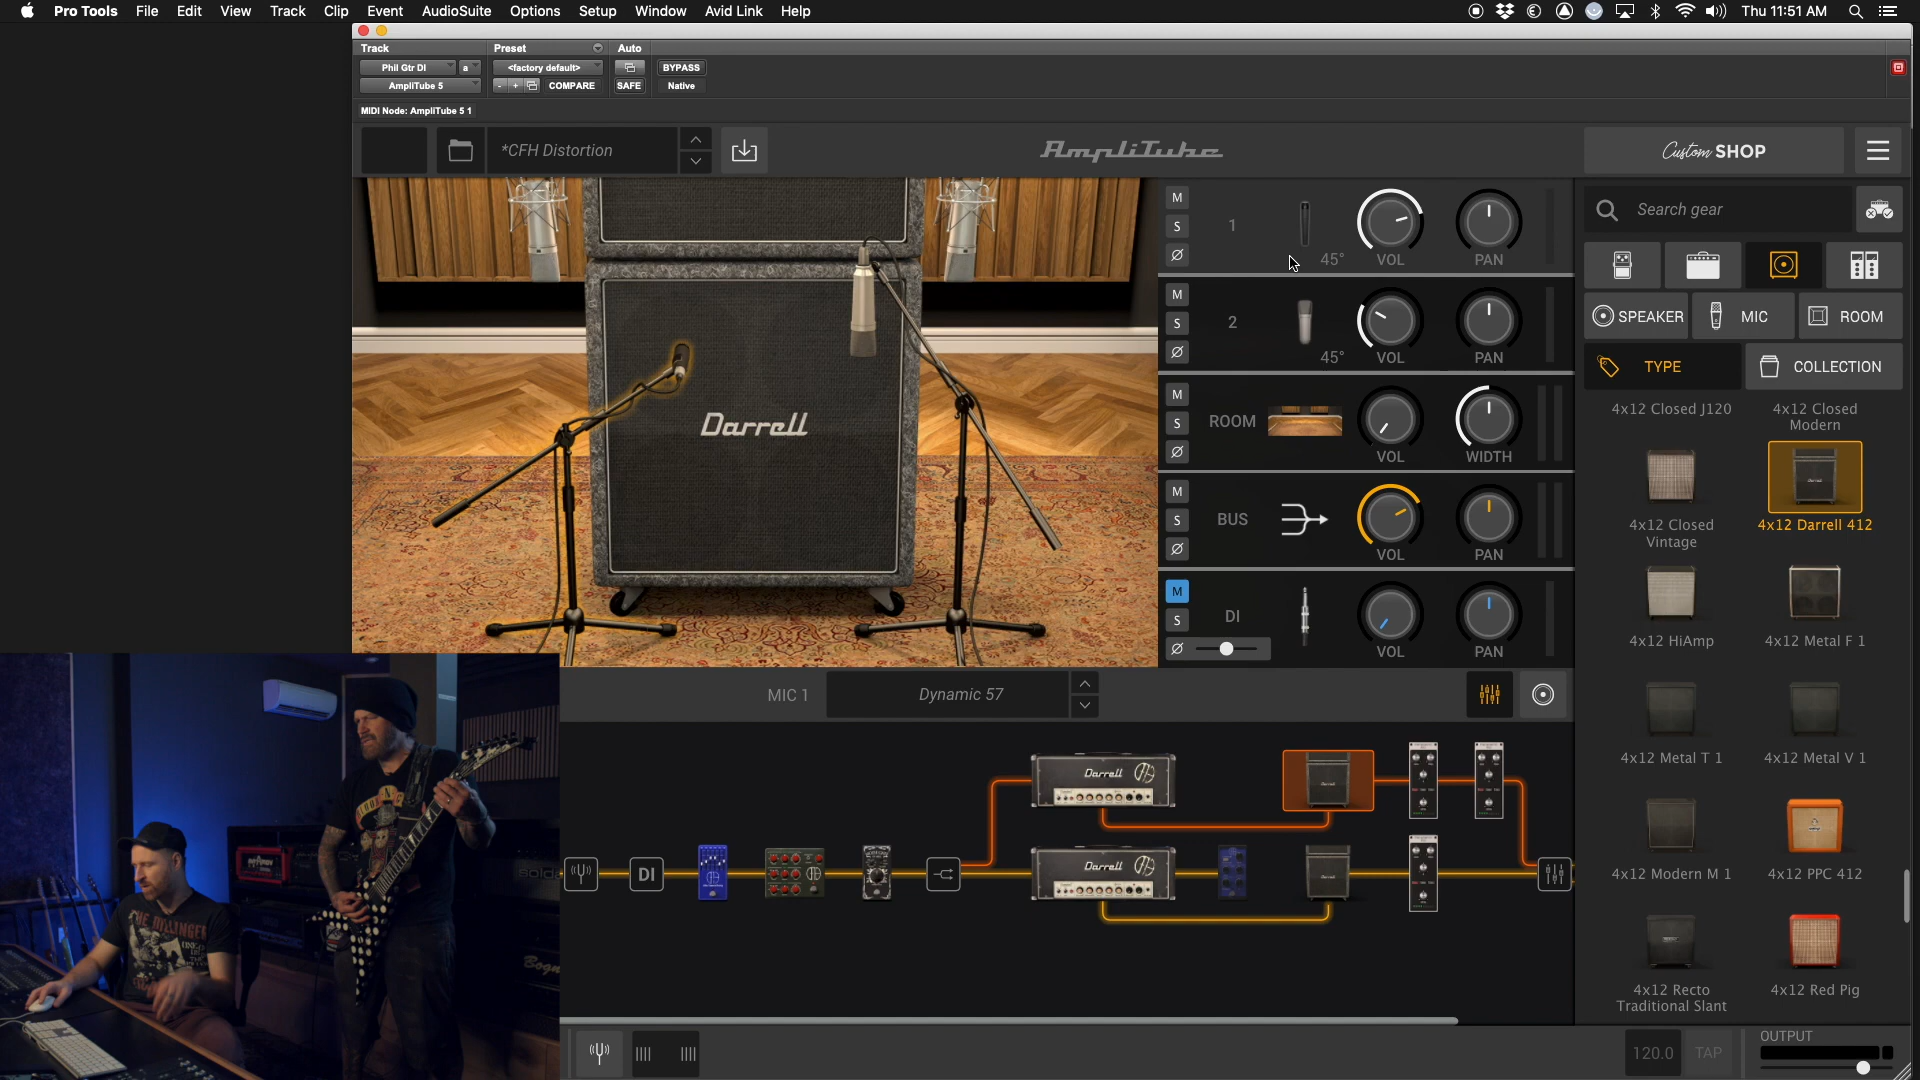 Pro Tools File Edit View Track Clip Event AudioSuite Options Setup Window Avid Link Help
Thu 11:51 AM
Track Preset Auto
Phil Gtr DI a <factory default> BYPASS
AmpliTube 5 - + COMPARE SAFE Native
MIDI Node: AmpliTube 5 1
*CFH Distortion
AmpliTube
Custom SHOP
Darrell
M
S
Ø
1
45°
VOL
PAN
M
S
Ø
2
45°
VOL
PAN
M
S
Ø
ROOM
VOL
WIDTH
M
S
Ø
BUS
VOL
PAN
M
S
Ø
DI
VOL
PAN
MIC 1
Dynamic 57
Search gear
SPEAKER MIC ROOM
TYPE COLLECTION
4x12 Closed J120
4x12 Closed
Modern
4x12 Closed
Vintage
4x12 Darrell 412
4x12 HiAmp
4x12 Metal F 1
4x12 Metal T 1
4x12 Metal V 1
4x12 Modern M 1
4x12 PPC 412
4x12 Recto
Traditional Slant
4x12 Red Pig
Darrell
DI
Darrell
THE DILLINGER
Bogn
120.0
TAP
OUTPUT